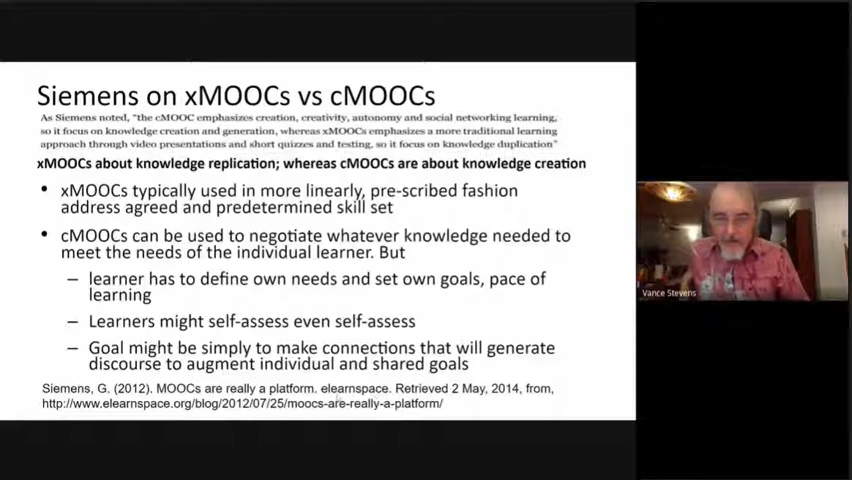 Siemens on xMOOCs vs cMOOCs
As Siemens noted, "the cMOOC emphasizes creation, creativity, autonomy and social networking learning,
so it focus on knowledge creation and generation, whereas xMOOCs emphasizes a more traditional learning
approach through video presentations and short quizzes and testing, so it focus on knowledge duplication"
xMOOCs about knowledge replication; whereas cMOOCs are about knowledge creation
• xMOOCs typically used in more linearly, pre-scribed fashion
address agreed and predetermined skill set
• cMOOCs can be used to negotiate whatever knowledge needed to
meet the needs of the individual learner. But
– learner has to define own needs and set own goals, pace of
learning
– Learners might self-assess even self-assess
– Goal might be simply to make connections that will generate
discourse to augment individual and shared goals
Siemens, G. (2012). MOOCs are really a platform. elearnspace. Retrieved 2 May, 2014, from,
http://www.elearnspace.org/blog/2012/07/25/moocs-are-really-a-platform/
Vance Stevens